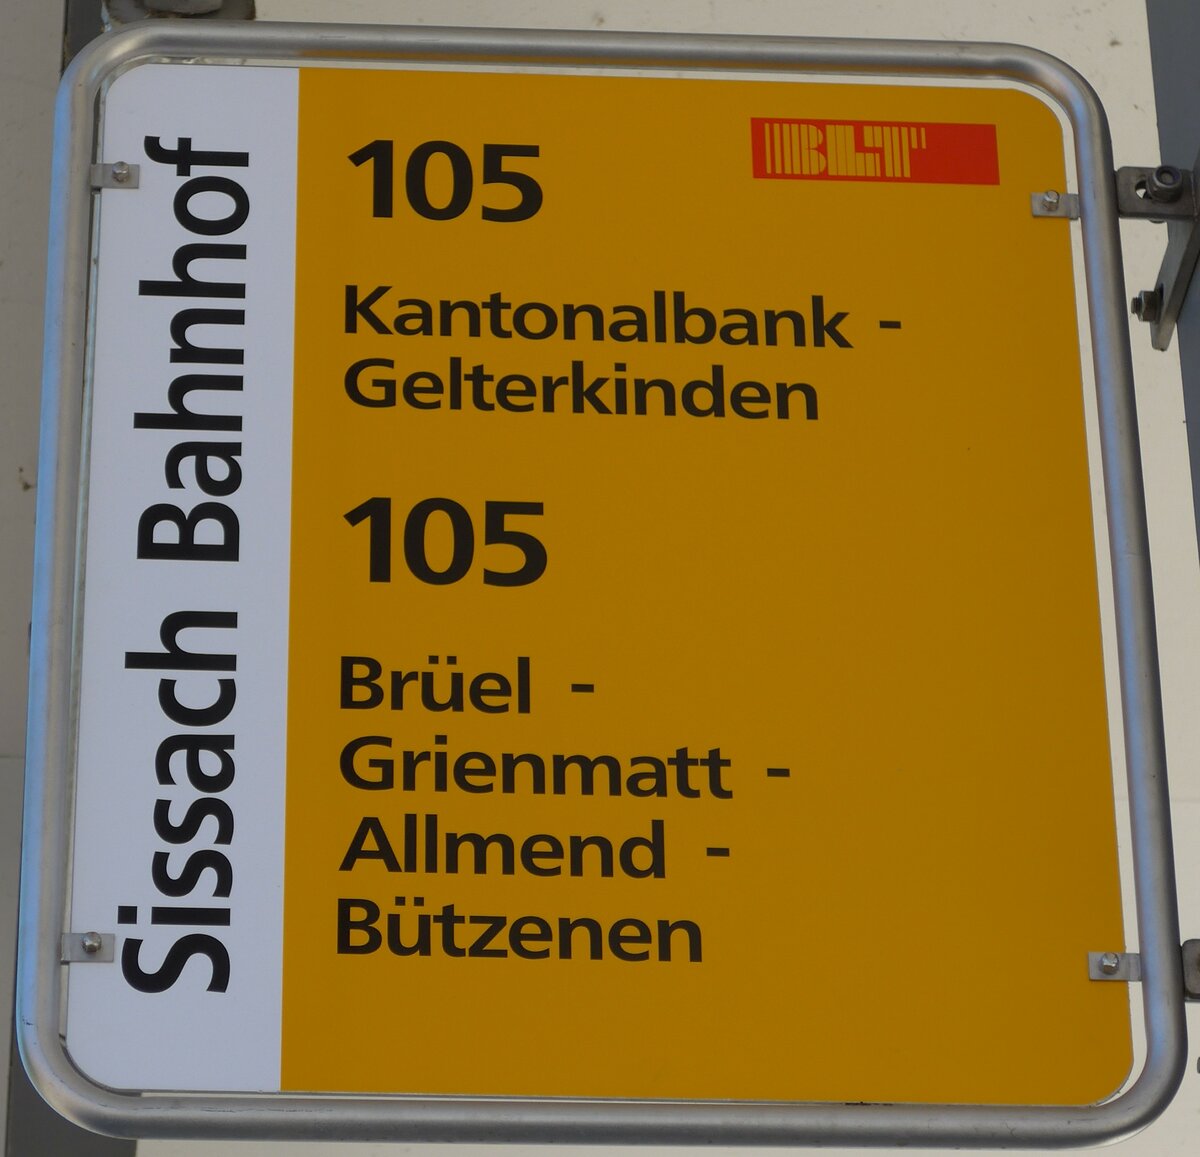 Sissach Bahnhof
105
BLT
Kantonalbank -
Gelterkinden
105
Brüel -
Grienmatt -
Allmend -
Bützenen